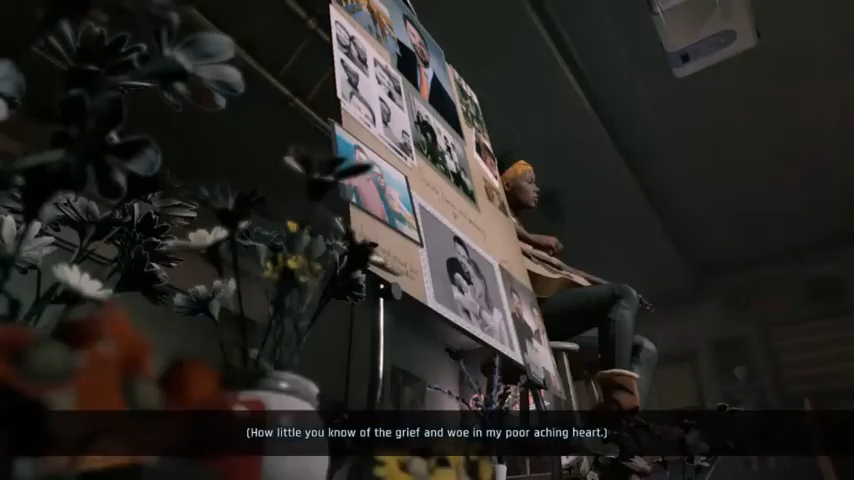 (How little you know of the grief and woe in my poor aching heart.)